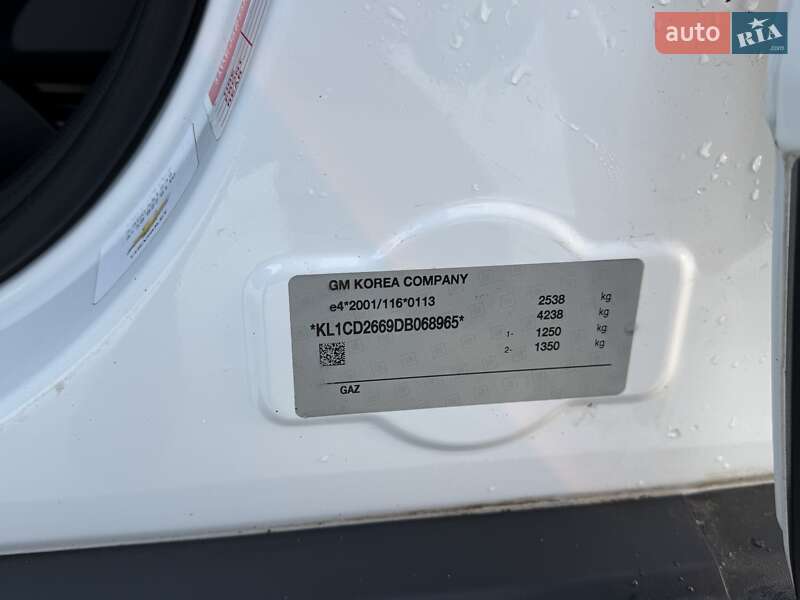 auto RIA
.com
GM KOREA COMPANY
e4*2001/116*0113 2538 kg
*KL1CD2669DB068965* 4238 kg
1- 1250 kg
2- 1350 kg
GAZ